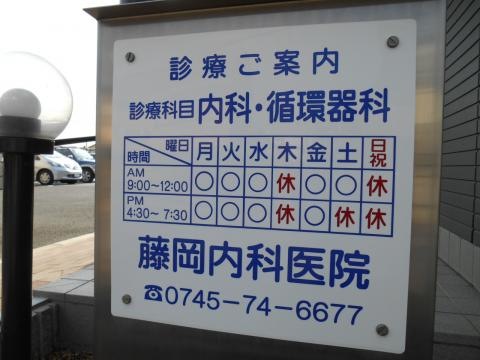 診療ご案内
診療科目 内科・循環器科
曜日 時間 月 火 水 木 金 土 日祝
AM 9:00～12:00 ○ ○ ○ 休 ○ ○ 休
PM 4:30～7:30 ○ ○ ○ 休 ○ 休 休
藤岡内科医院
☎0745-74-6677